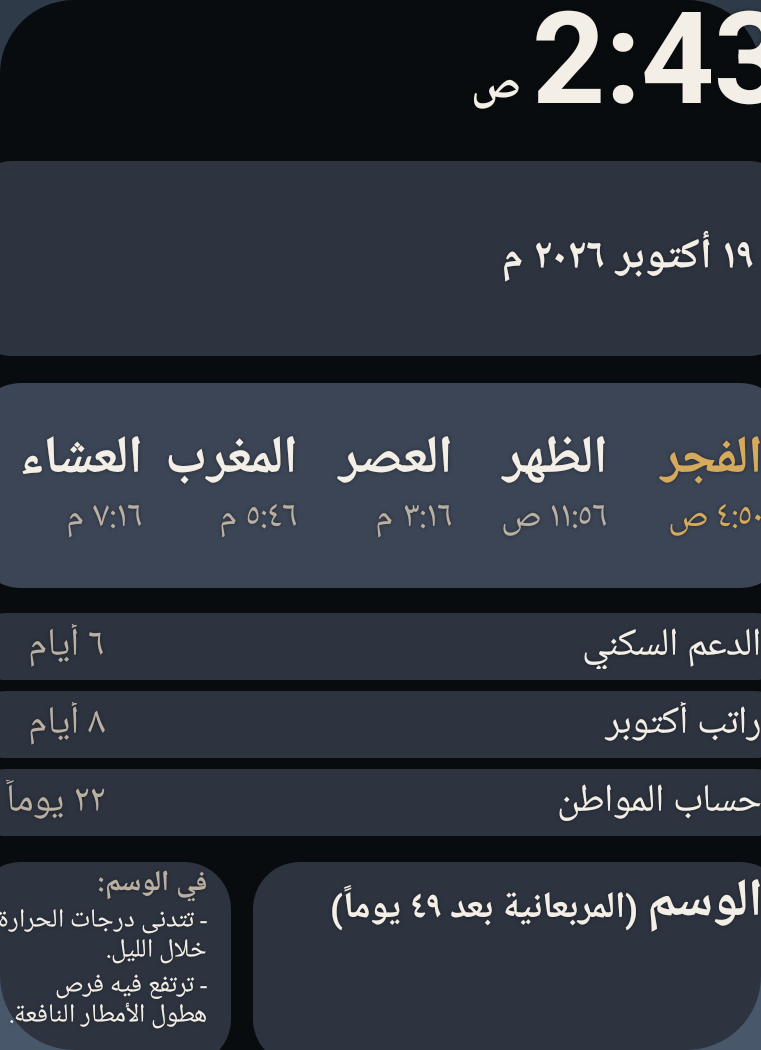 2:43 ص
١٩ أكتوبر ٢٠٢٦ م
الفجر الظهر العصر المغرب العشاء
٤:٥٠ ص ١١:٥٦ ص ٣:١٦ م ٥:٤٦ م ٧:١٦ م
الدعم السكني ٦ أيام
راتب أكتوبر ٨ أيام
حساب المواطن ٢٢ يوماً
الوسم (المربعانية بعد ٤٩ يوماً)
في الوسم:
- تتدنى درجات الحرارة
خلال الليل.
- ترتفع فيه فرص
هطول الأمطار النافعة.